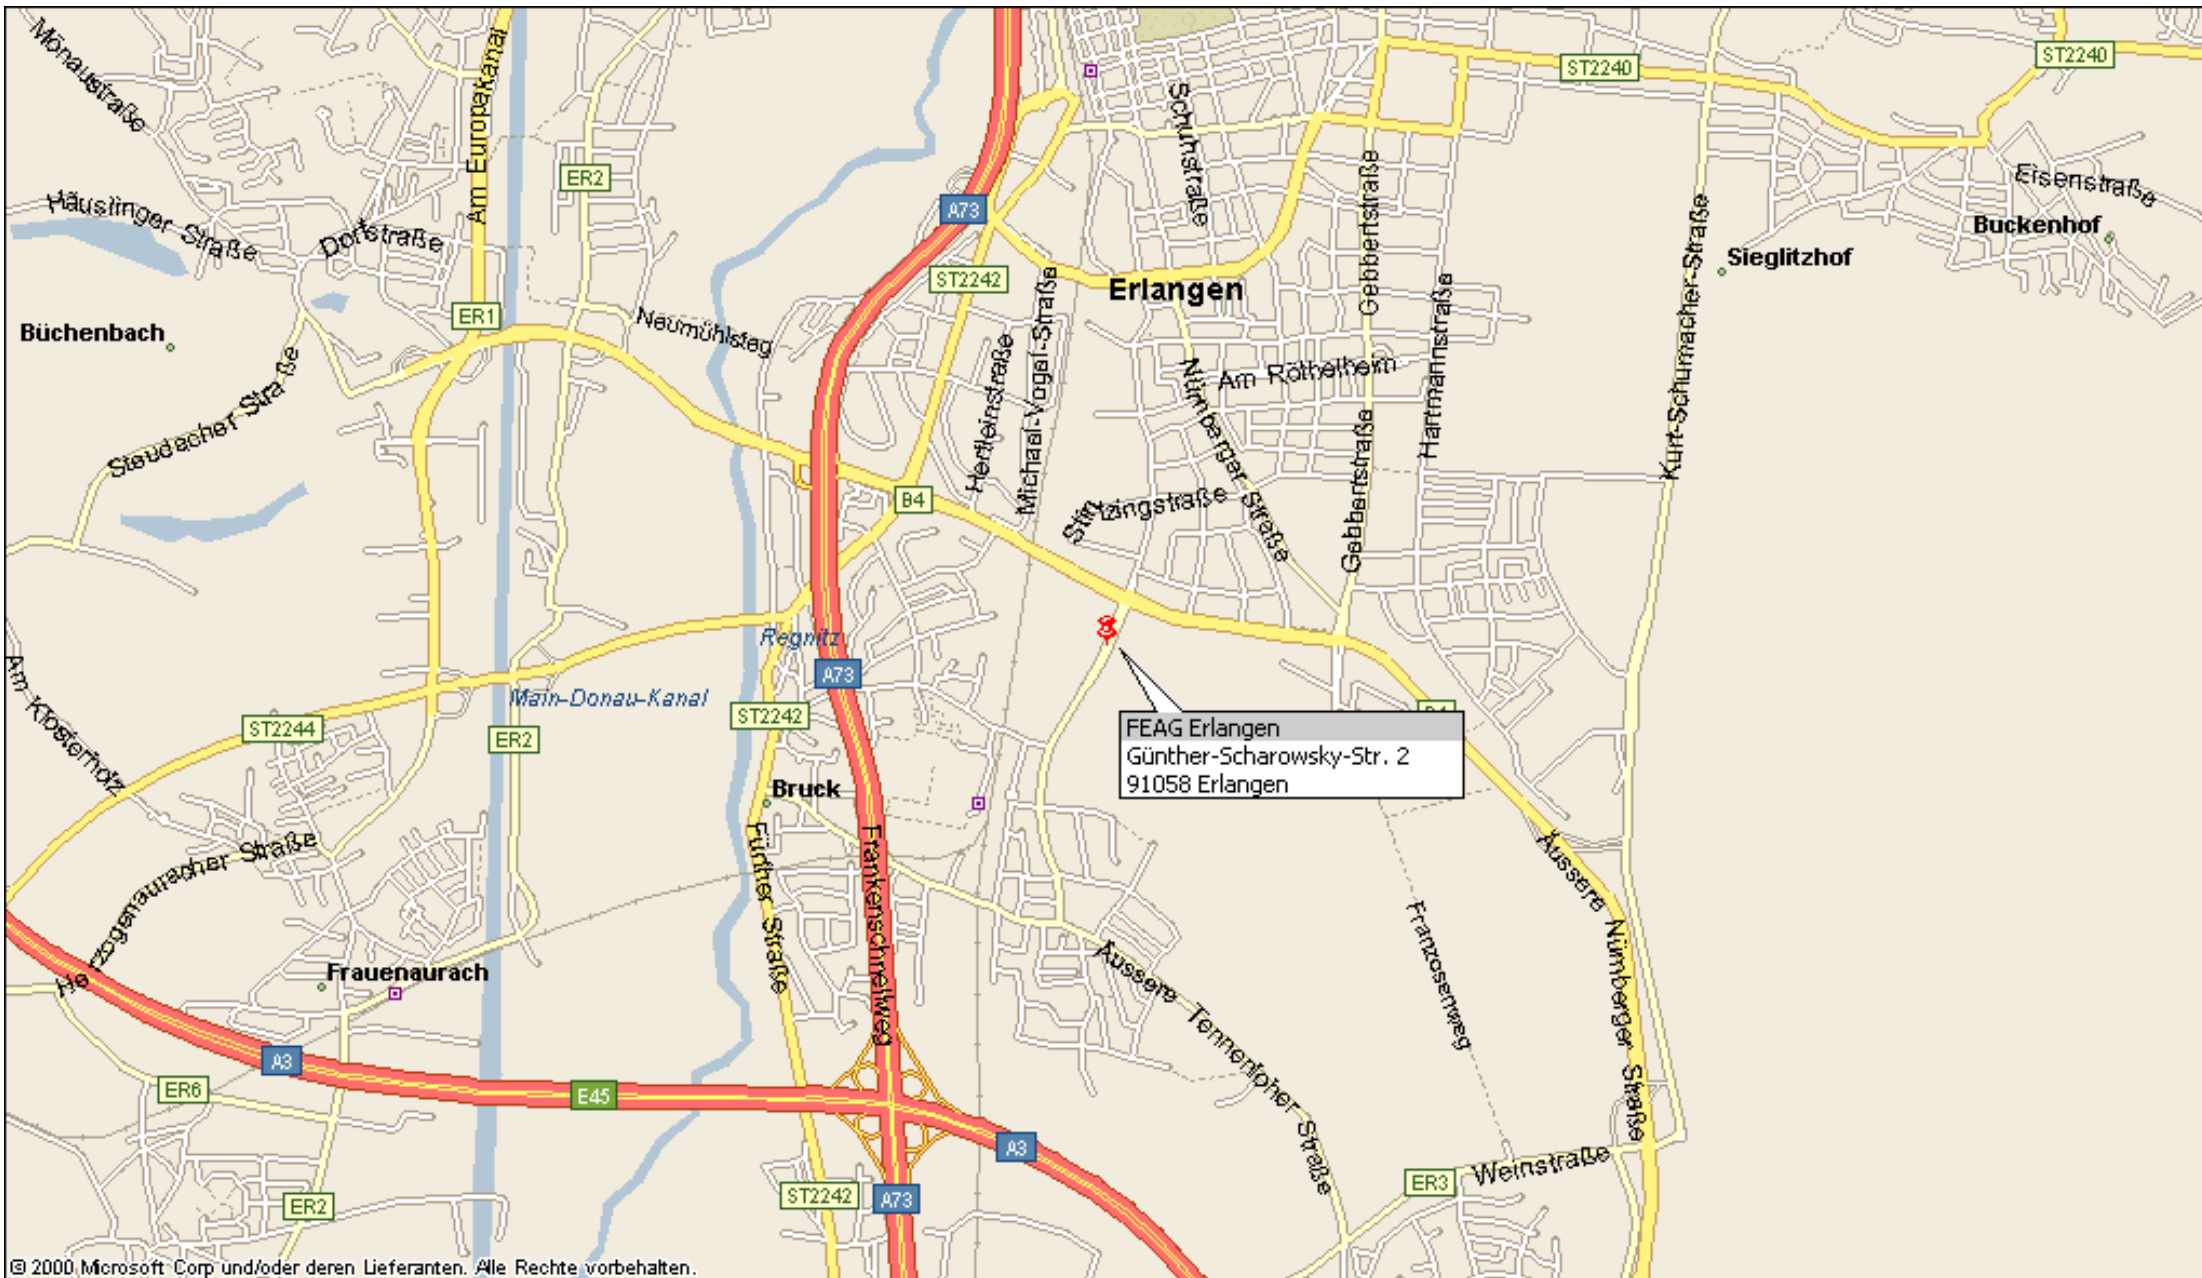 Mönaustraße
Am Europakanal
ST2240
ST2240
Schuhstraße
ER2
Gebbertstraße
Eisenstraße
Häuslinger Straße
A73
Buckenhof
Dorfstraße
Kurt-Schumacher-Straße
Sieglitzhof
ST2242
Erlangen
Michael-Vogel-Straße
Hartmannstraße
ER1
Neumühlsteg
Büchenbach
Herfleinstraße
Am Röthelheim
Nürnberger Straße
Steudacher Straße
Gebbertstraße
B4
Stintzingstraße
Regnitz
A73
Am Klosterholz
Main-Donau-Kanal
ST2242
B4
ST2244
ER2
FEAG Erlangen
Günther-Scharowsky-Str. 2
91058 Erlangen
Bruck
Fürther Straße
Frankenschnellweg
Äussere Nürnberger Straße
Herzogenauracher Straße
Franzosenweg
Äussere Tennenloher Straße
Frauenaurach
A3
E45
ER6
A3
Weinstraße
ER3
ST2242
A73
ER2
© 2000 Microsoft Corp und/oder deren Lieferanten. Alle Rechte vorbehalten.